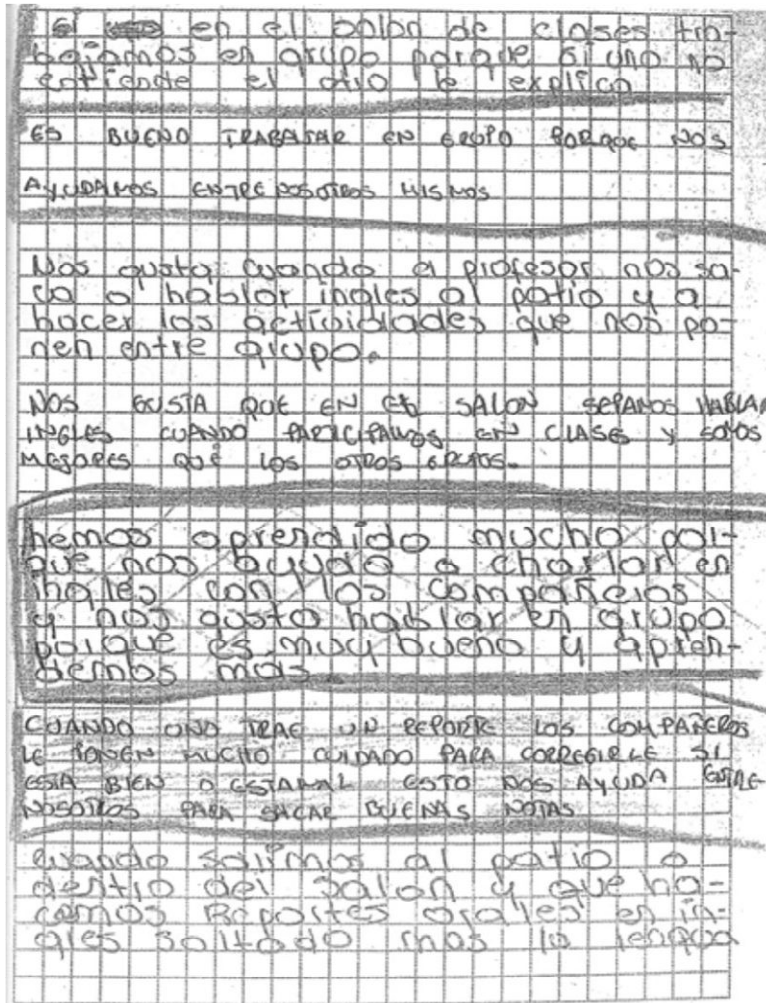 Si en el salon de clases tra-
bajamos en grupo porque si uno no
entiende el otro le explica
ES BUENO TRABAJAR EN GRUPO PORQUE NOS
AYUDAMOS ENTRE NOSOTROS MISMOS
Nos gusta cuando el profesor nos sa-
ca a hablar ingles al patio y a
hacer las actividades que nos po-
nen entre grupo.
NOS GUSTA QUE EN EL SALON SEPAMOS HABLAR
INGLES CUANDO PARTICIPAMOS EN CLASES Y SOMOS
MEJORES QUE LOS OTROS GRUPOS.
hemos aprendido mucho por-
que nos ayuda a charlar en
ingles con los compañeros
y nos gusta hablar en grupo
porque es muy bueno y apren-
demos mas.
CUANDO UNO TRAE UN REPORTE LOS COMPAÑEROS
LE PONEN MUCHO CUIDADO PARA CORREGIRLE SI
ESTA BIEN O ESTA MAL ESTO NOS AYUDA ENTRE
NOSOTROS PARA SACAR BUENAS NOTAS
cuando salimos al patio o
dentro del salon y que ha-
camos Reportes orales en in-
gles soltado mas la lengua